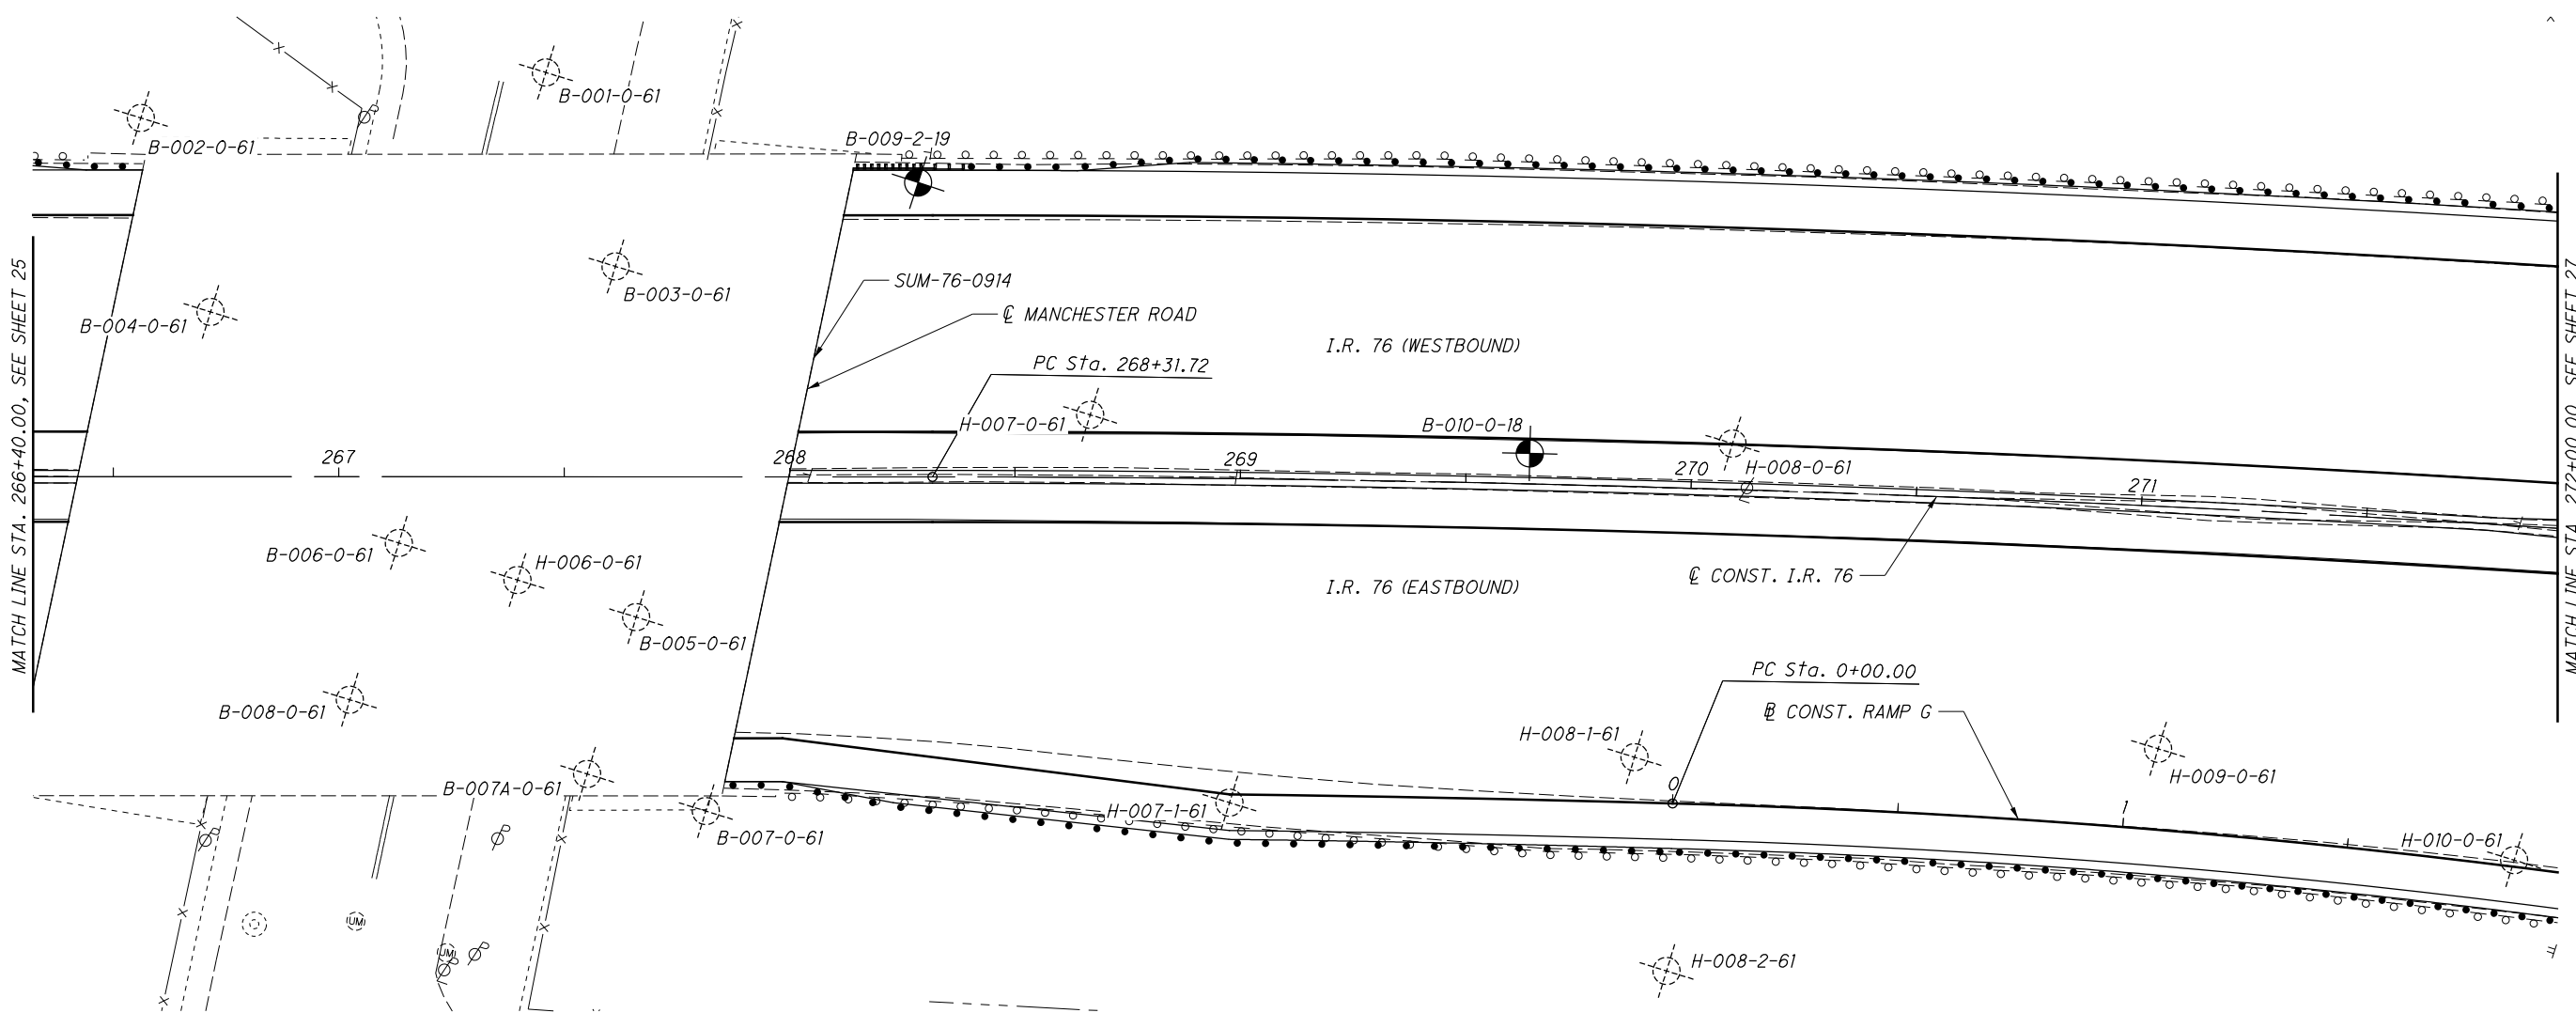 B-001-0-61
B-002-0-61
B-009-2-19
B-003-0-61
B-004-0-61
SUM-76-0914
℄ MANCHESTER ROAD
I.R. 76 (WESTBOUND)
PC Sta. 268+31.72
H-007-0-61
B-010-0-18
267
268
269
270
H-008-0-61
271
MATCH LINE STA. 266+40.00, SEE SHEET 25
MATCH LINE STA. 272+00.00 SEE SHEET 27
B-006-0-61
H-006-0-61
B-005-0-61
I.R. 76 (EASTBOUND)
℄ CONST. I.R. 76
PC Sta. 0+00.00
B-008-0-61
H-008-1-61
BL CONST. RAMP G
0
1
H-009-0-61
B-007A-0-61
H-007-1-61
B-007-0-61
H-010-0-61
UM
UM
H-008-2-61